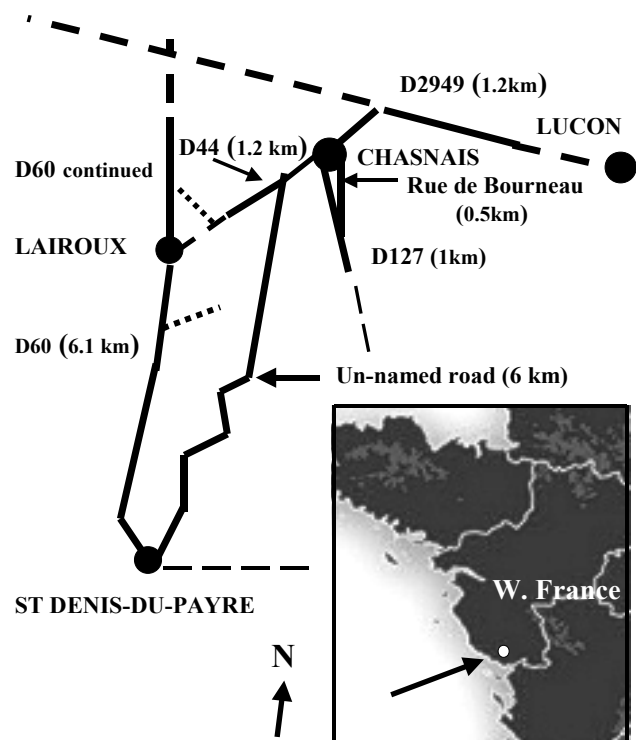 D2949 (1.2km)
LUCON
D44 (1.2 km)
CHASNAIS
D60 continued
Rue de Bourneau
(0.5km)
LAIROUX
D127 (1km)
D60 (6.1 km)
Un-named road (6 km)
W. France
ST DENIS-DU-PAYRE
N